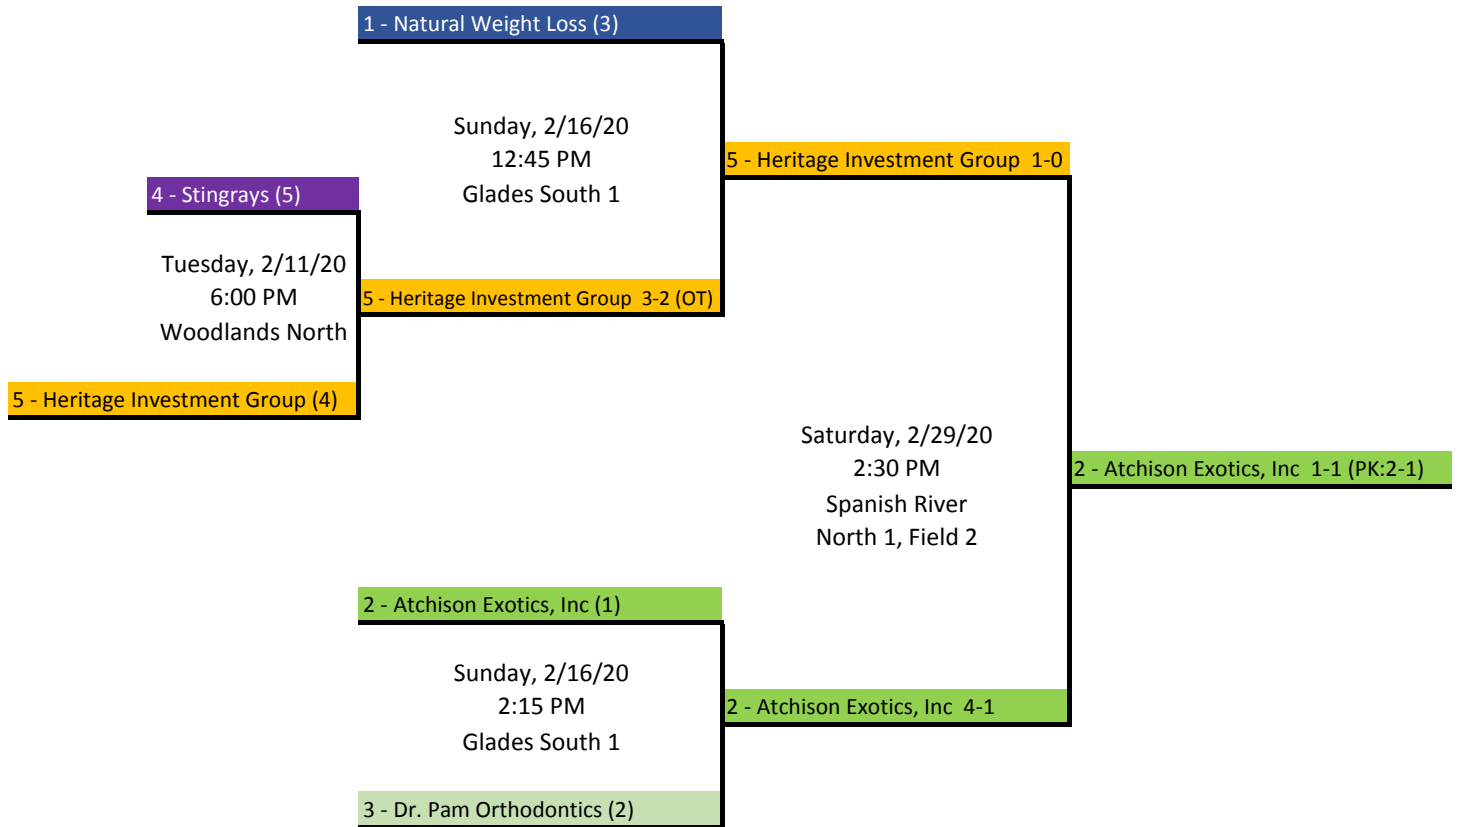 1 - Natural Weight Loss (3)
Sunday, 2/16/20
12:45 PM
Glades South 1
5 - Heritage Investment Group  1-0
4 - Stingrays (5)
Tuesday, 2/11/20
6:00 PM
Woodlands North
5 - Heritage Investment Group  3-2 (OT)
5 - Heritage Investment Group (4)
Saturday, 2/29/20
2:30 PM
Spanish River
North 1, Field 2
2 - Atchison Exotics, Inc  1-1 (PK:2-1)
2 - Atchison Exotics, Inc (1)
Sunday, 2/16/20
2:15 PM
Glades South 1
2 - Atchison Exotics, Inc  4-1
3 - Dr. Pam Orthodontics (2)